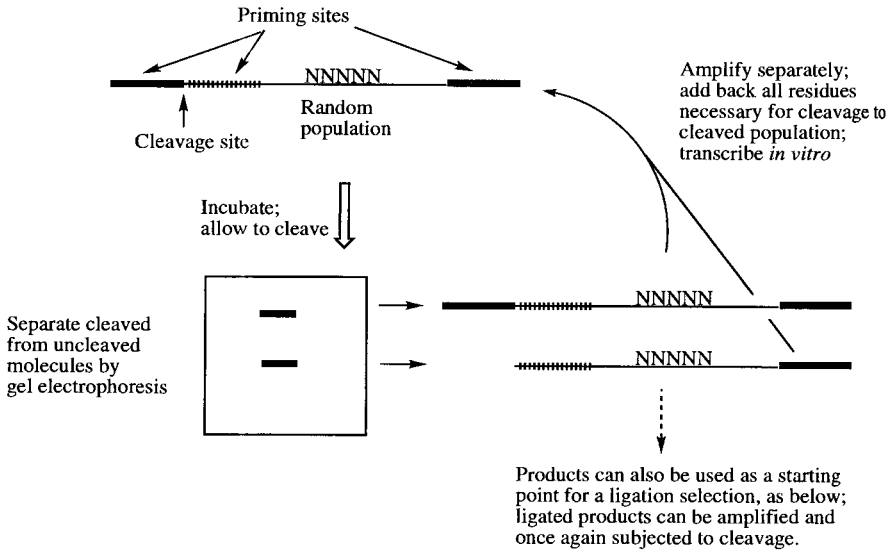 Priming sites
NNNNN
Random
population
Cleavage site
Amplify separately;
add back all residues
necessary for cleavage to
cleaved population;
transcribe in vitro
Incubate;
allow to cleave
Separate cleaved
from uncleaved
molecules by
gel electrophoresis
NNNNN
NNNNN
Products can also be used as a starting
point for a ligation selection, as below;
ligated products can be amplified and
once again subjected to cleavage.